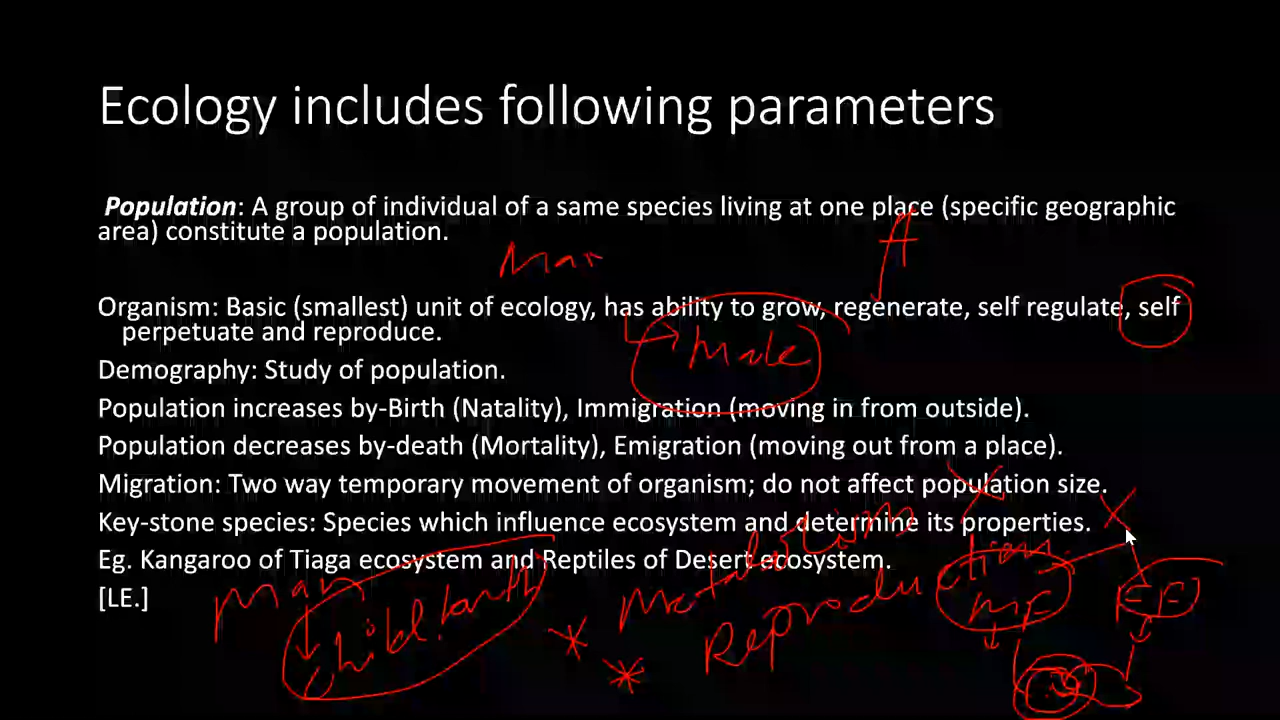 Ecology includes following parameters
Population: A group of individual of a same species living at one place (specific geographic
area) constitute a population.
A
Organism: Basic (smallest) unit of ecology, has ability to grow, regenerate, self regulate, self
perpetuate and reproduce.
Male
Demography: Study of population.
Population increases by-Birth (Natality), Immigration (moving in from outside).
Population decreases by-death (Mortality), Emigration (moving out from a place).
Migration: Two way temporary movement of organism; do not affect population size.
Key-stone species: Species which influence ecosystem and determine its properties.
Eg. Kangaroo of Tiaga ecosystem and Reptiles of Desert ecosystem.
[LE.]
Man
Reproduction